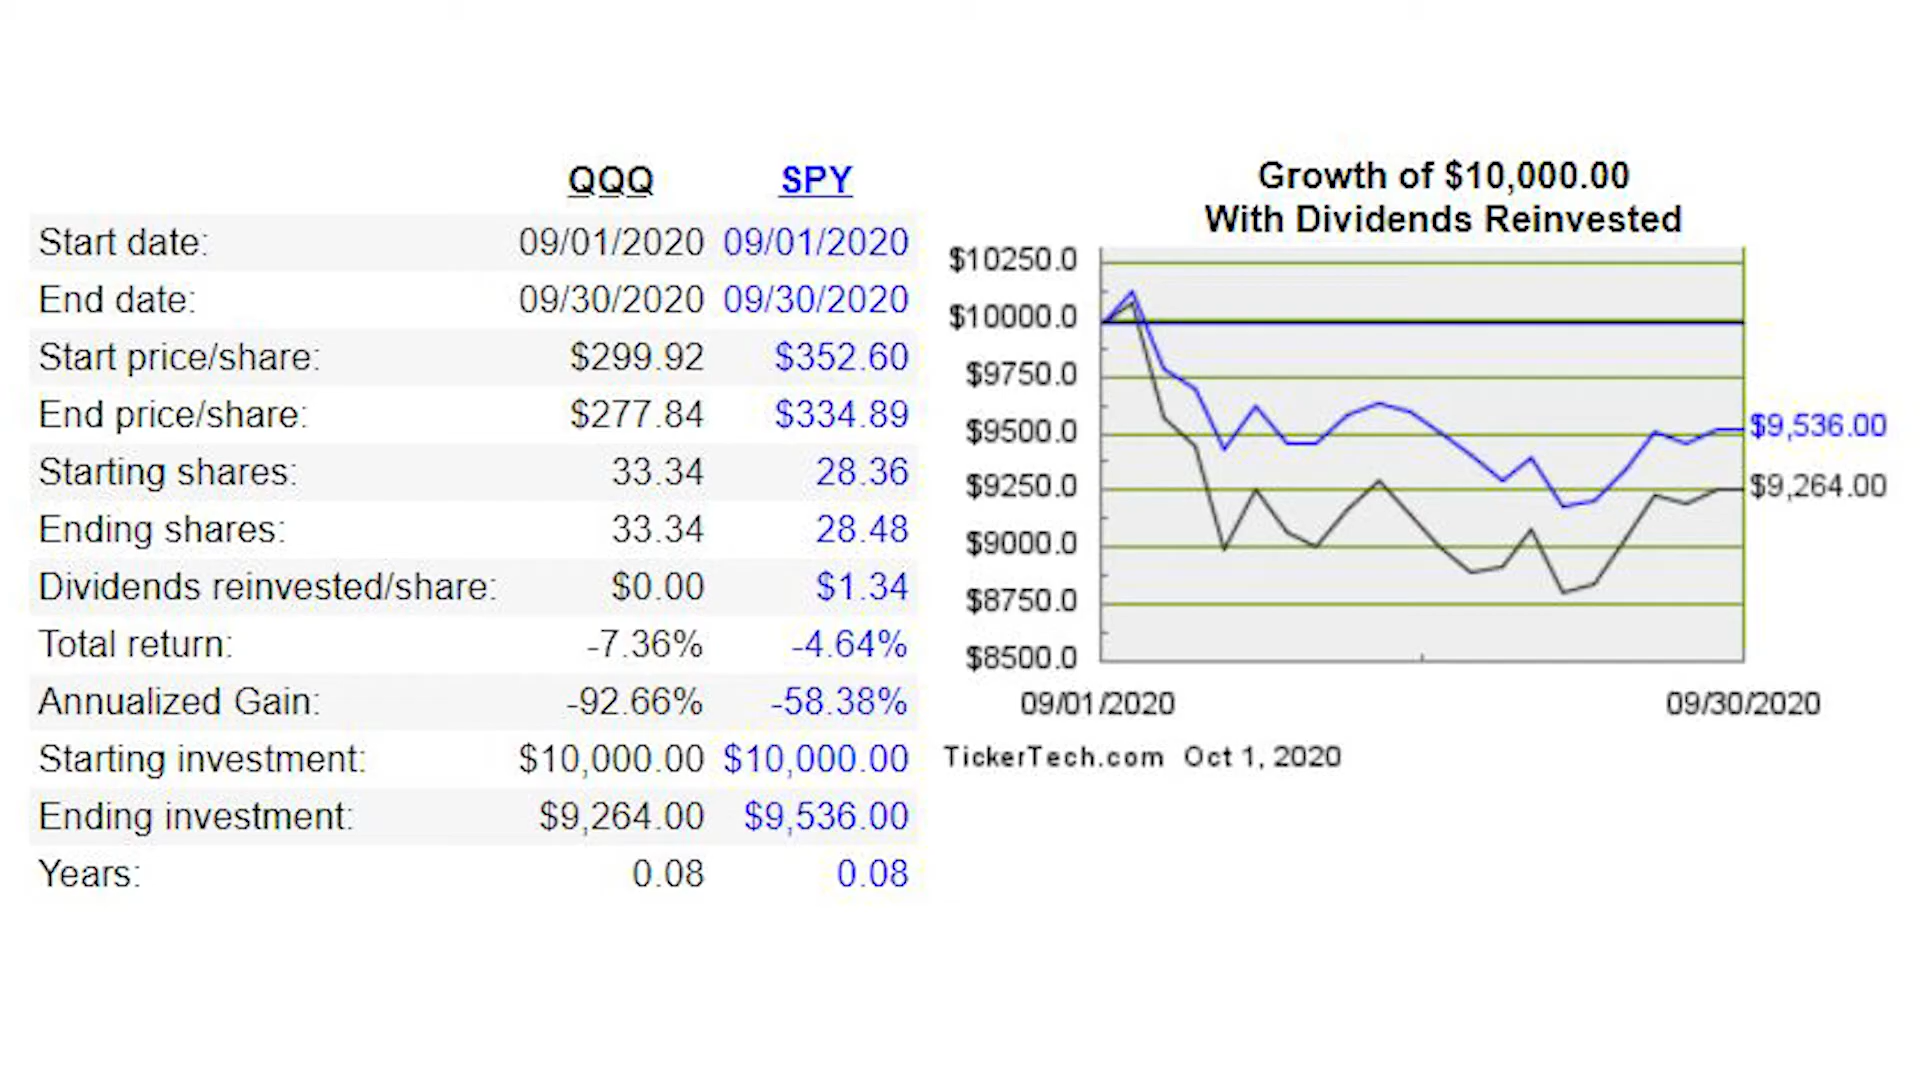 QQQ SPY
Start date: 09/01/2020 09/01/2020
End date: 09/30/2020 09/30/2020
Start price/share: $299.92 $352.60
End price/share: $277.84 $334.89
Starting shares: 33.34 28.36
Ending shares: 33.34 28.48
Dividends reinvested/share: $0.00 $1.34
Total return: -7.36% -4.64%
Annualized Gain: -92.66% -58.38%
Starting investment: $10,000.00 $10,000.00
Ending investment: $9,264.00 $9,536.00
Years: 0.08 0.08
Growth of $10,000.00
With Dividends Reinvested
$10250.0
$10000.0
$9750.0
$9500.0
$9250.0
$9000.0
$8750.0
$8500.0
$9,536.00
$9,264.00
09/01/2020 09/30/2020
TickerTech.com Oct 1, 2020